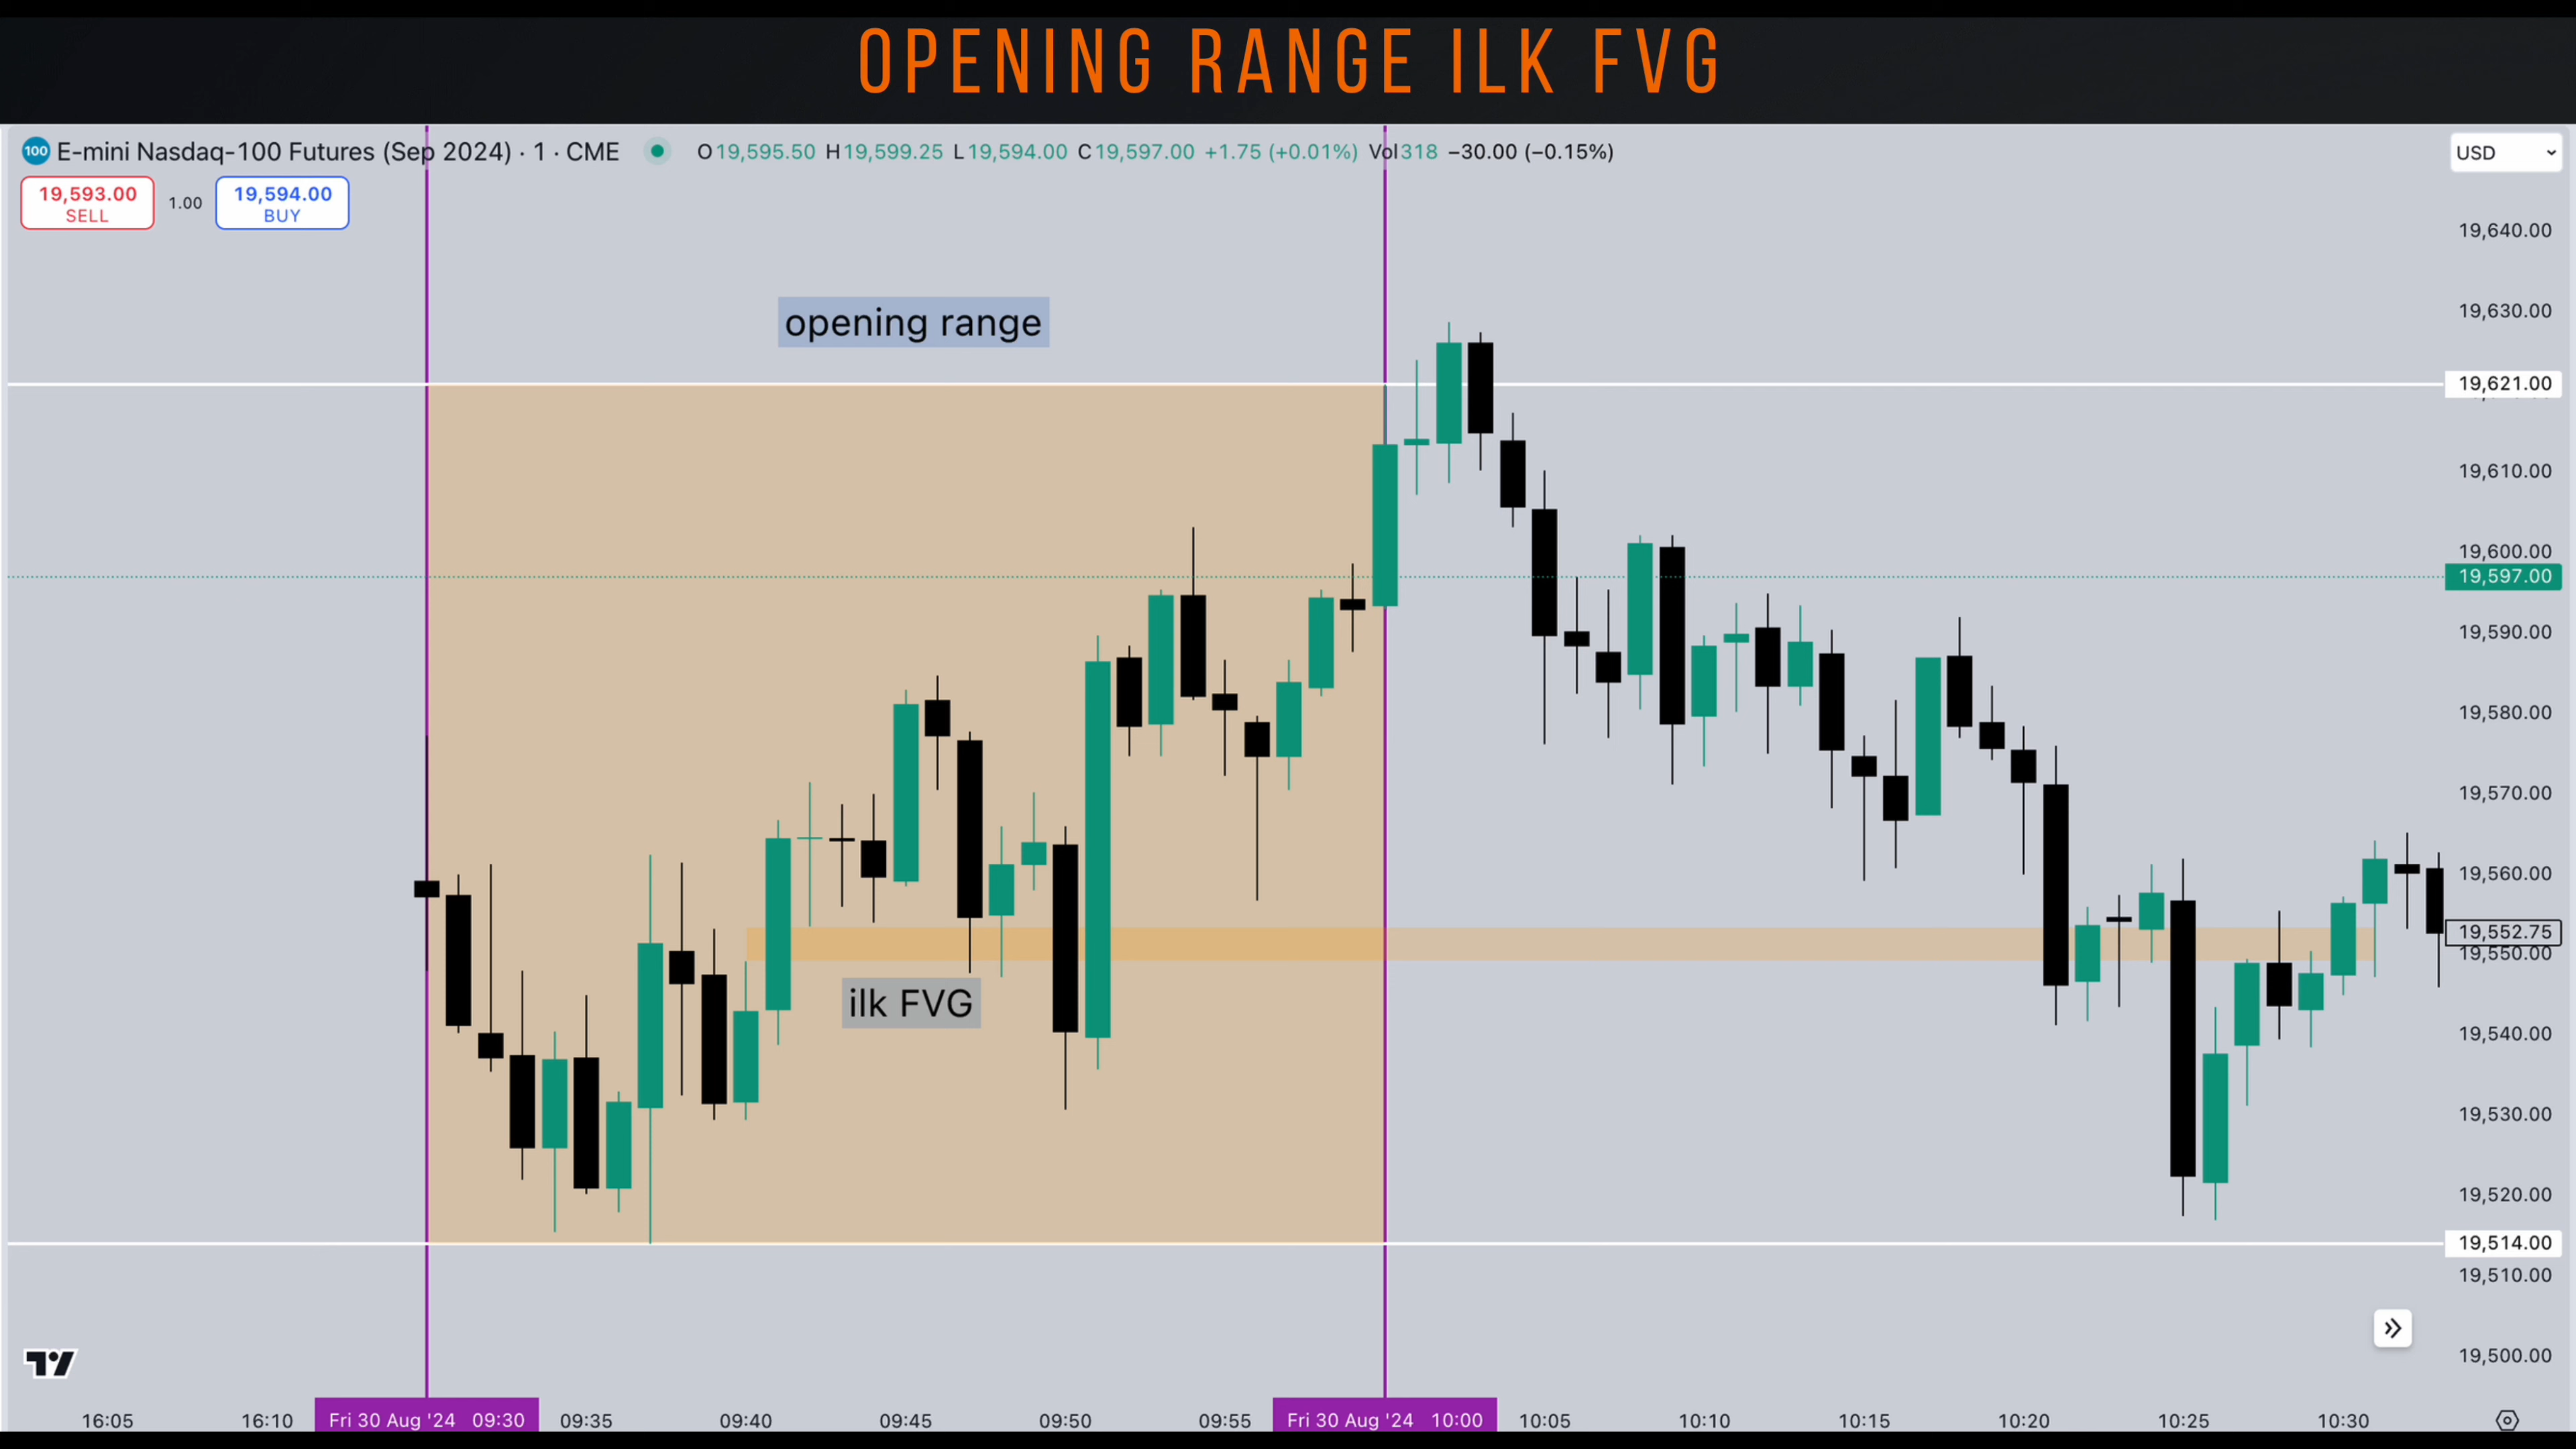 OPENING RANGE ILK FVG
100 E-mini Nasdaq-100 Futures (Sep 2024) · 1 · CME O19,595.50 H19,599.25 L19,594.00 C19,597.00 +1.75 (+0.01%) Vol318 −30.00 (−0.15%)
USD
19,593.00 1.00 19,594.00
SELL BUY
19,640.00
opening range
19,630.00
19,621.00
19,610.00
19,600.00
19,597.00
19,590.00
19,580.00
19,570.00
19,560.00
19,552.75
19,550.00
ilk FVG
19,540.00
19,530.00
19,520.00
19,514.00
19,510.00
19,500.00
16:05 16:10 Fri 30 Aug '24 09:30 09:35 09:40 09:45 09:50 09:55 Fri 30 Aug '24 10:00 10:05 10:10 10:15 10:20 10:25 10:30